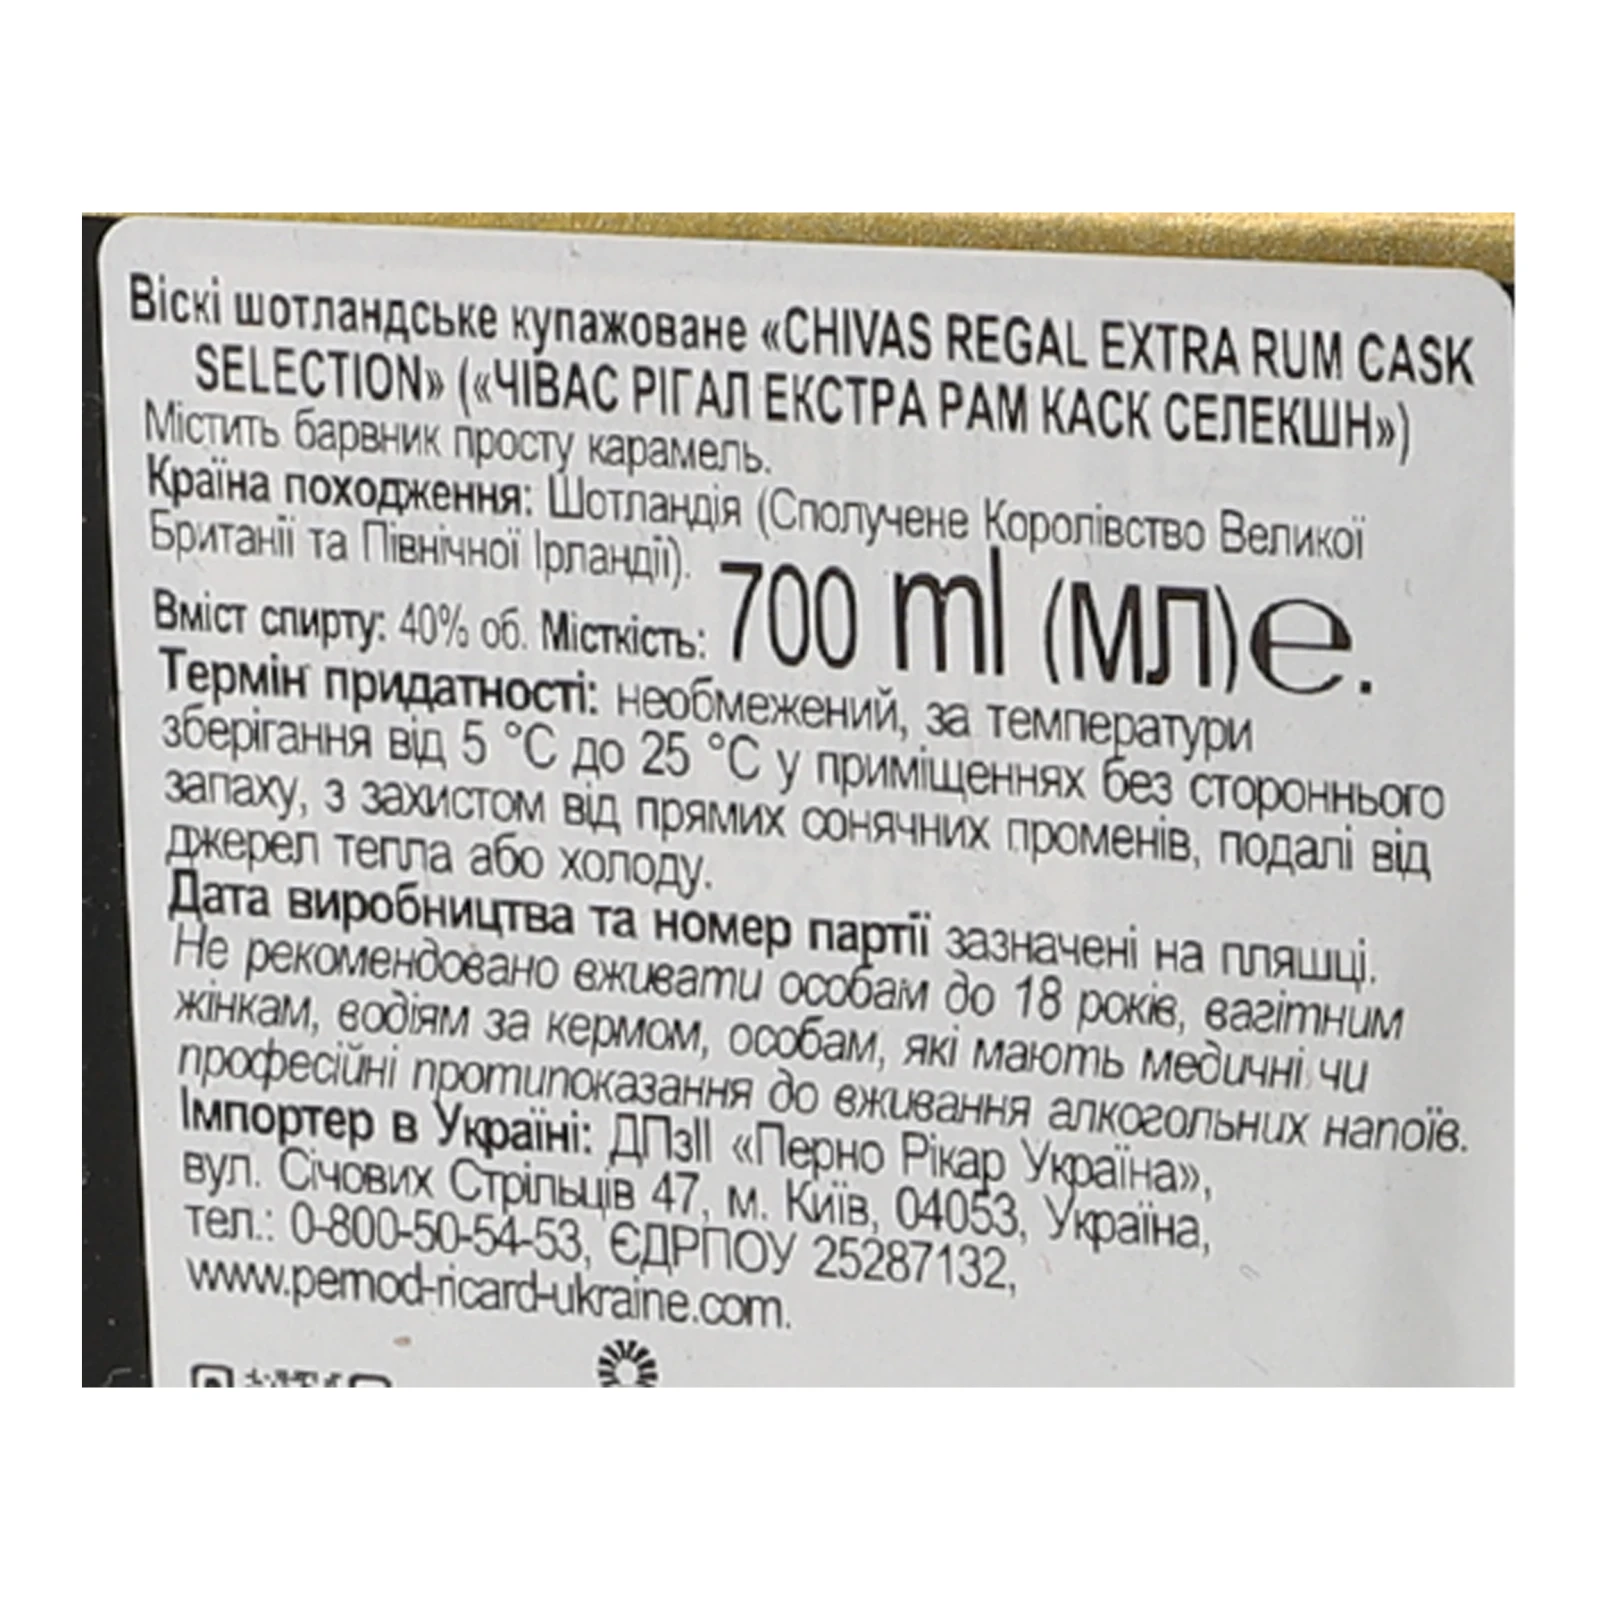 Віскі шотландське купажоване «CHIVAS REGAL EXTRA RUM CASK
SELECTION» («ЧІВАС РІГАЛ ЕКСТРА РАМ КАСК СЕЛЕКШН»)
Містить барвник просту карамель.
Країна походження: Шотландія (Сполучене Королівство Великої
Британії та Північної Ірландії).
Вміст спирту: 40% об. Місткість: 700 ml (МЛ)℮.
Термін придатності: необмежений, за температури
зберігання від 5 °С до 25 °С у приміщеннях без стороннього
запаху, з захистом від прямих сонячних променів, подалі від
джерел тепла або холоду.
Дата виробництва та номер партії зазначені на пляшці.
Не рекомендовано вживати особам до 18 років, вагітним
жінкам, водіям за кермом, особам, які мають медичні чи
професійні протипоказання до вживання алкогольних напоїв.
Імпортер в Україні: ДПзІІ «Перно Рікар Україна»,
вул. Січових Стрільців 47, м. Київ, 04053, Україна,
тел.: 0-800-50-54-53, ЄДРПОУ 25287132,
www.pernod-ricard-ukraine.com.